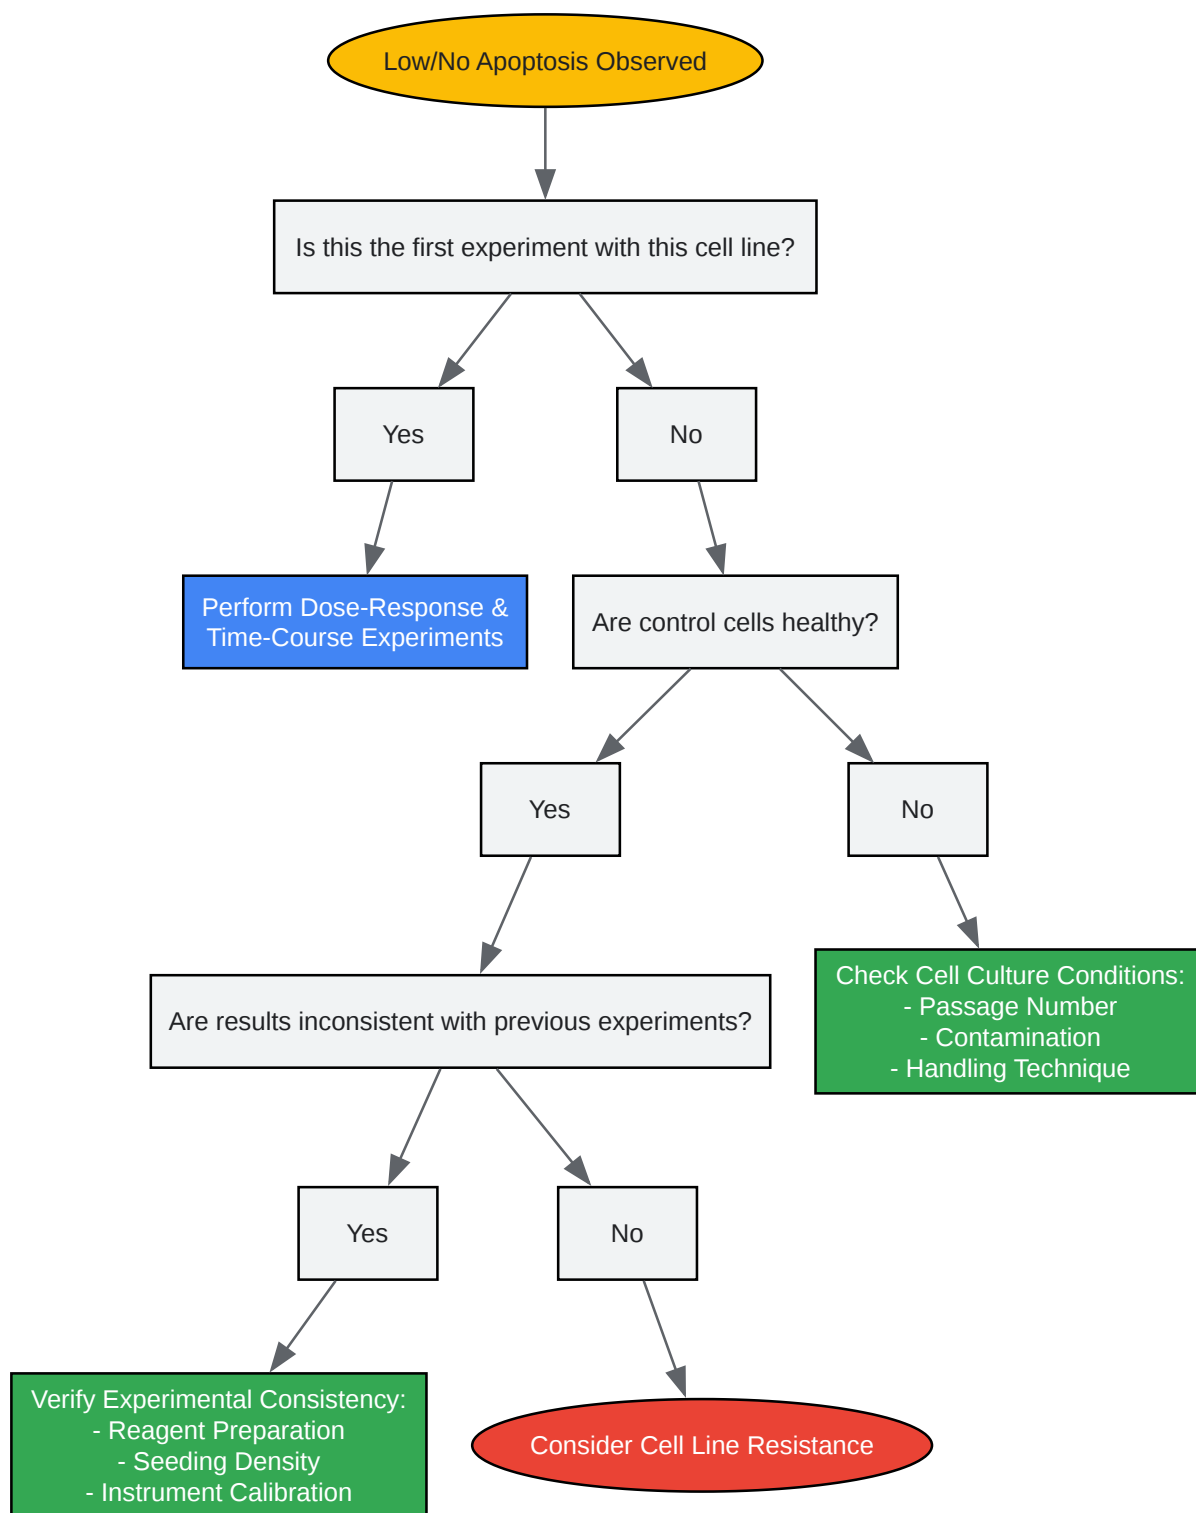 Low/No Apoptosis Observed
Is this the first experiment with this cell line?
Yes
No
Perform Dose-Response &
Time-Course Experiments
Are control cells healthy?
Yes
No
Are results inconsistent with previous experiments?
Check Cell Culture Conditions:
- Passage Number
- Contamination
- Handling Technique
Yes
No
Verify Experimental Consistency:
- Reagent Preparation
- Seeding Density
- Instrument Calibration
Consider Cell Line Resistance